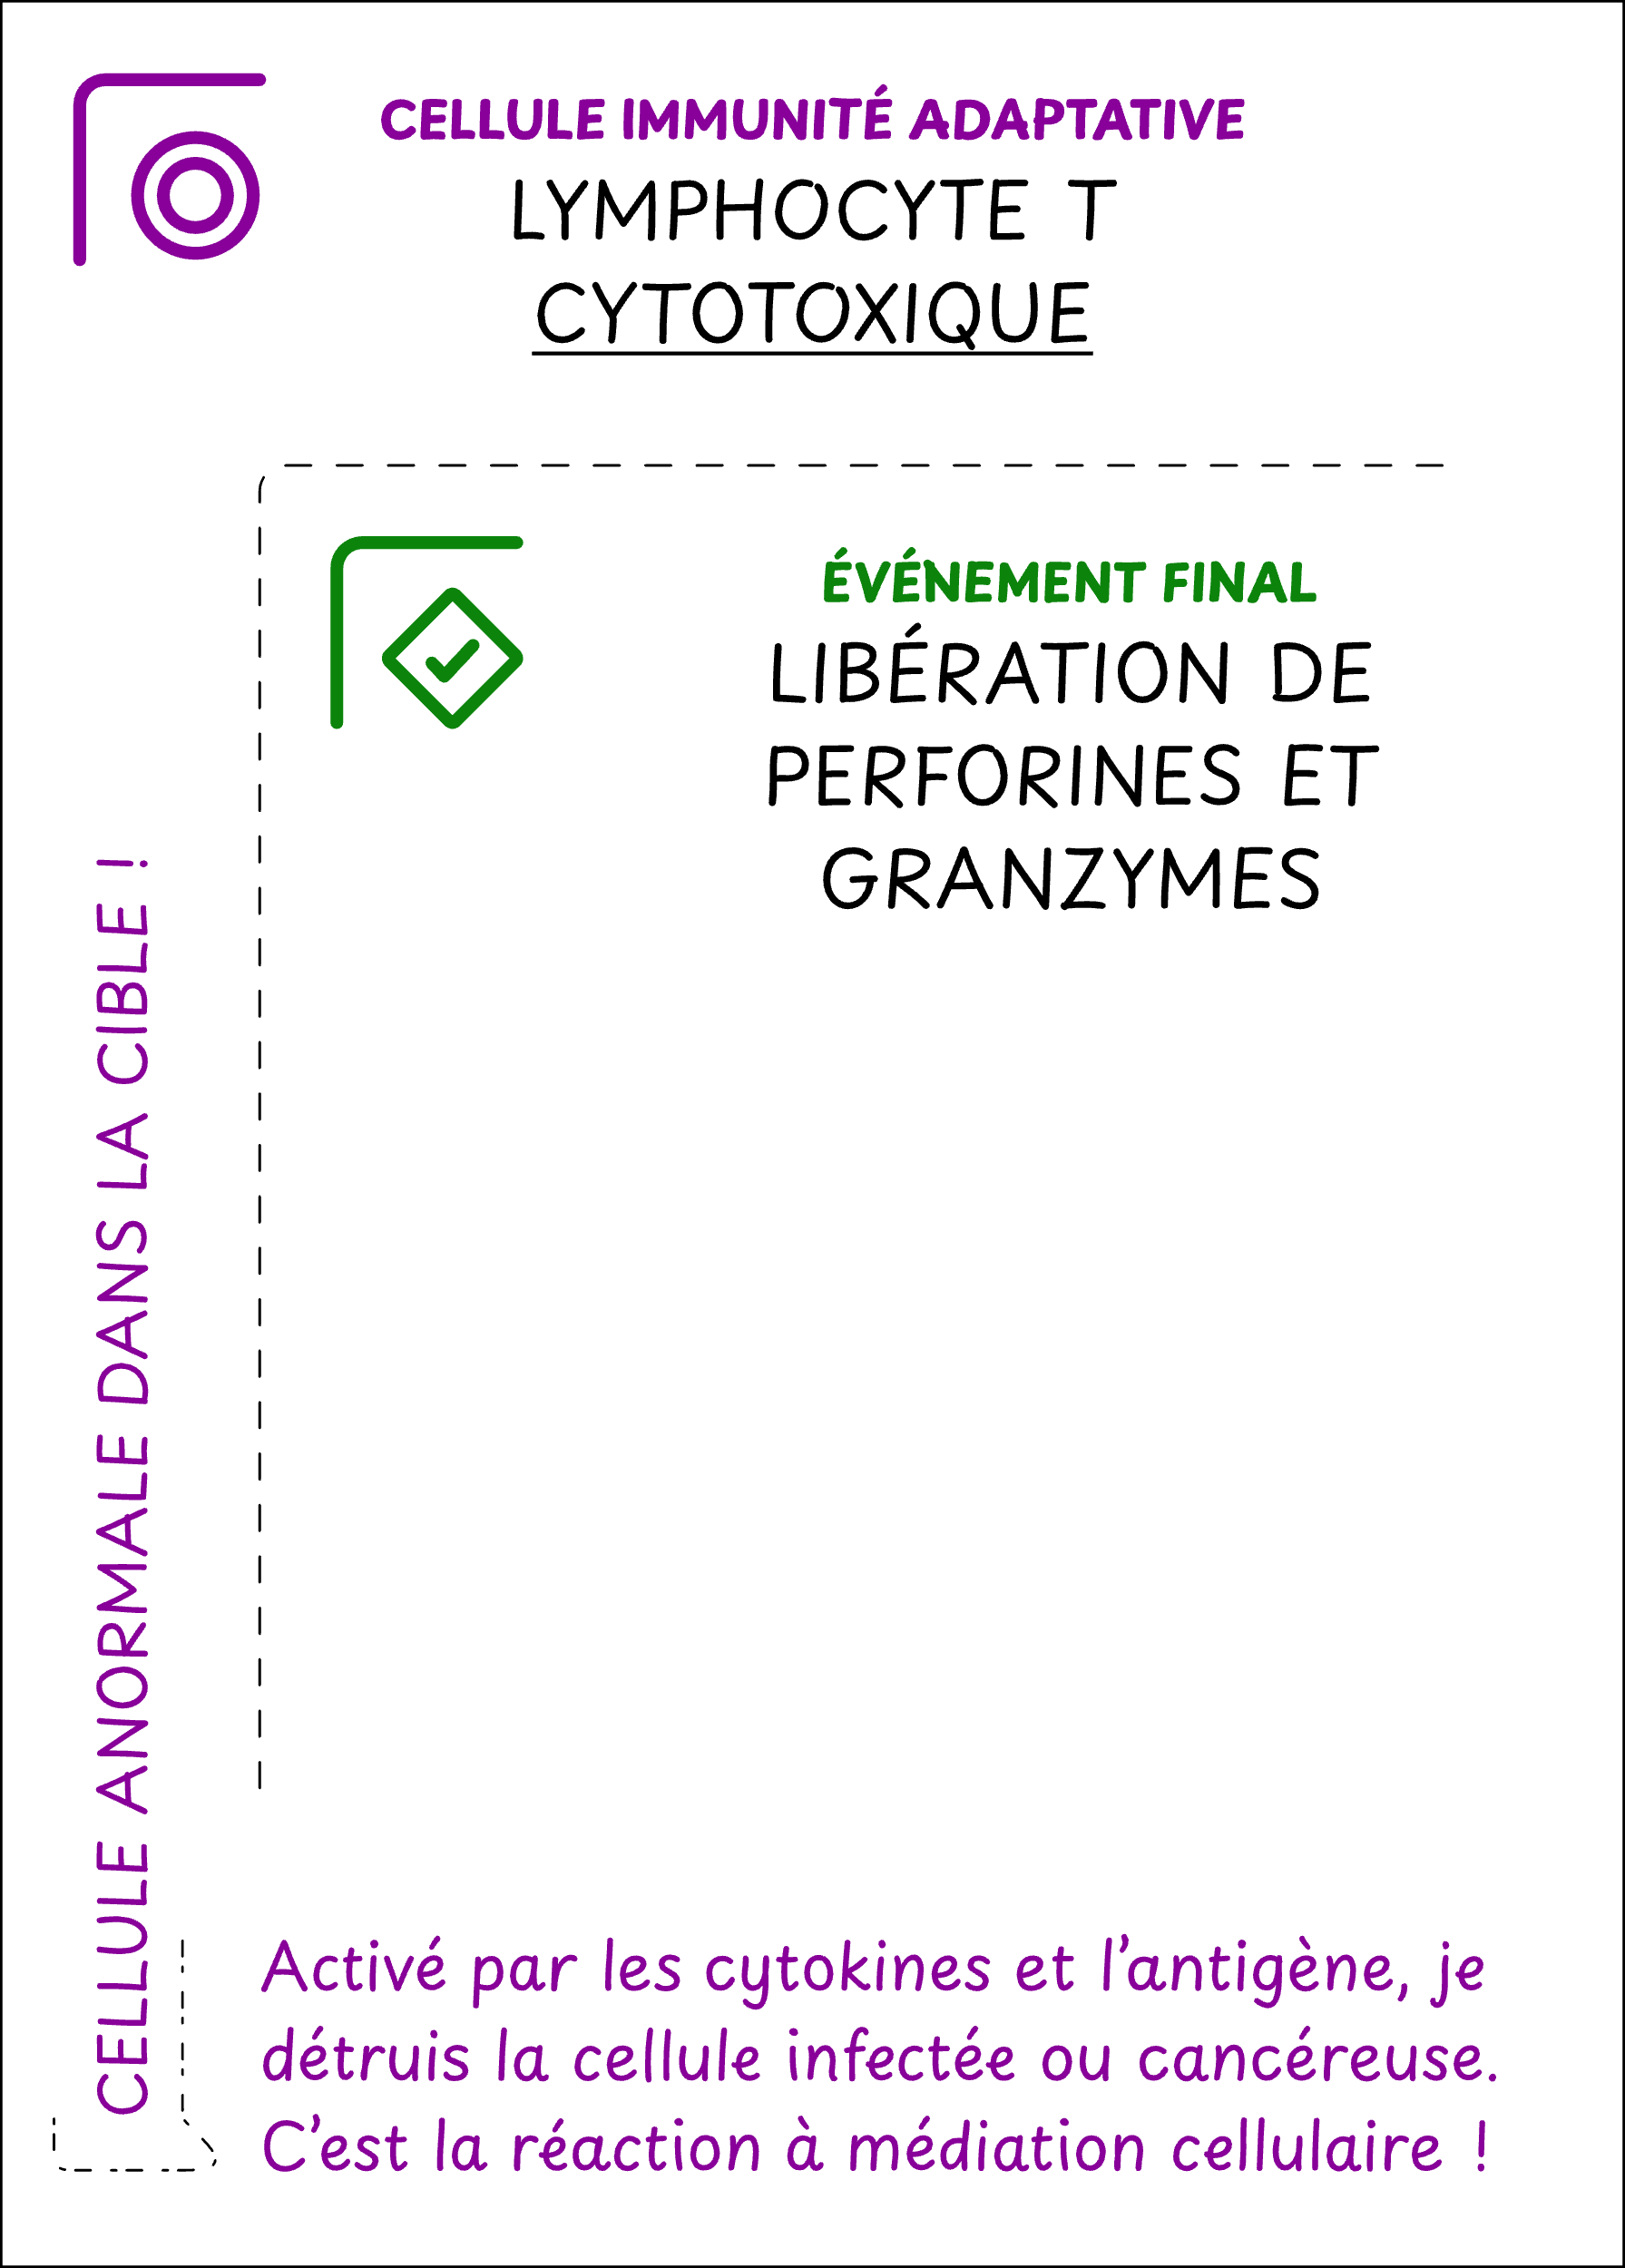 CELLULE IMMUNITÉ ADAPTATIVE
LYMPHOCYTE T
CYTOTOXIQUE
ÉVÉNEMENT FINAL
LIBÉRATION DE
PERFORINES ET
GRANZYMES
CELLULE ANORMALE DANS LA CIBLE !
Activé par les cytokines et l'antigène, je
détruis la cellule infectée ou cancéreuse.
C'est la réaction à médiation cellulaire !